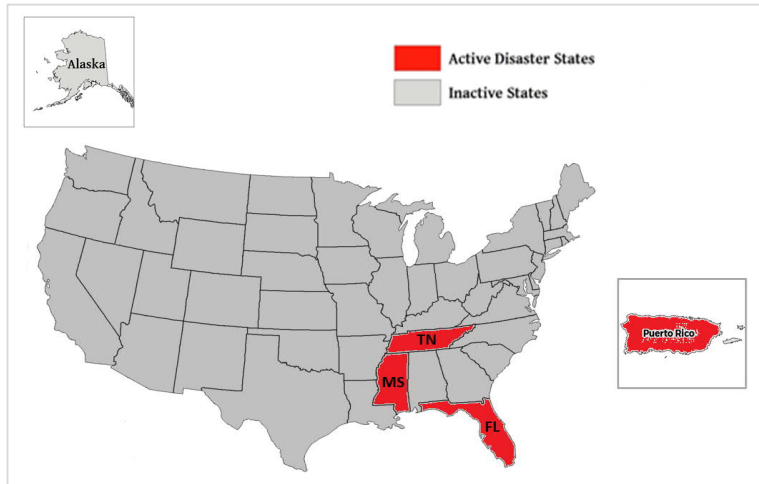 Alaska
Active Disaster States
Inactive States
Puerto Rico
TN
MS
FL